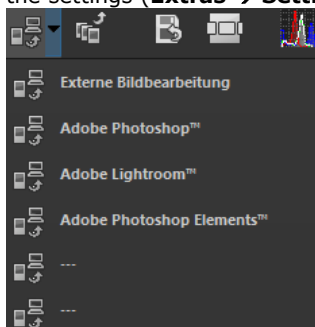 the settings (Extras → Setti
Externe Bildbearbeitung
Adobe Photoshop™
Adobe Lightroom™
Adobe Photoshop Elements™
---
---